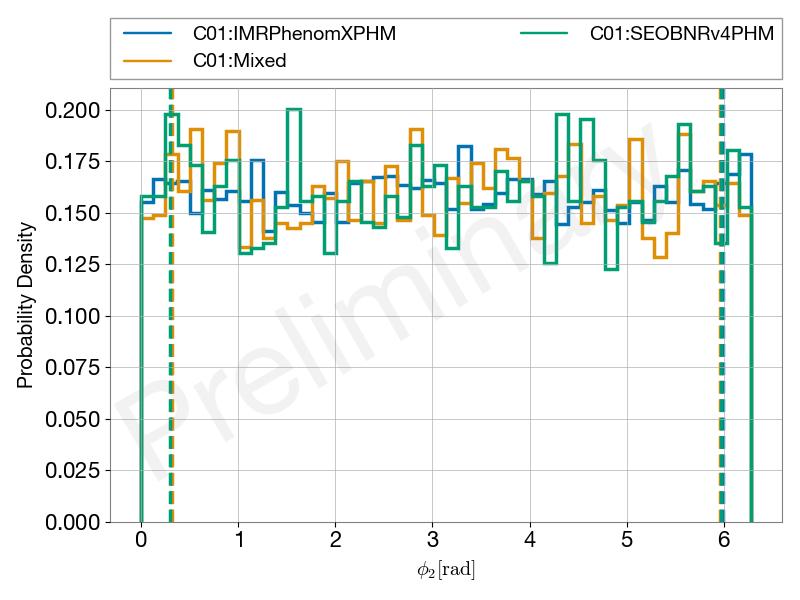 C01:IMRPhenomXPHM
C01:Mixed
C01:SEOBNRv4PHM
0.200
0.175
0.150
0.125
0.100
0.075
0.050
0.025
0.000
Probability Density
Preliminary
0 1 2 3 4 5 6
ϕ₂[rad]